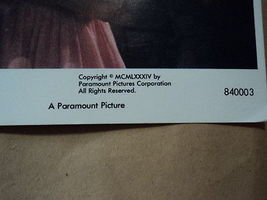 Copyright © MCMLXXXIV by
Paramount Pictures Corporation
All Rights Reserved.
840003
A Paramount Picture